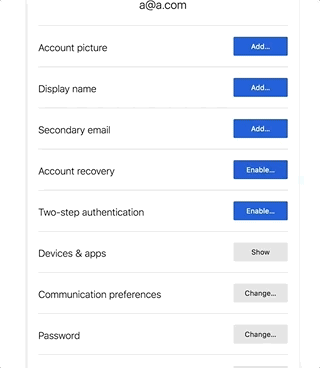 a@a.com
Account picture Add...
Display name Add...
Secondary email Add...
Account recovery Enable...
Two-step authentication Enable...
Devices & apps Show
Communication preferences Change...
Password Change...